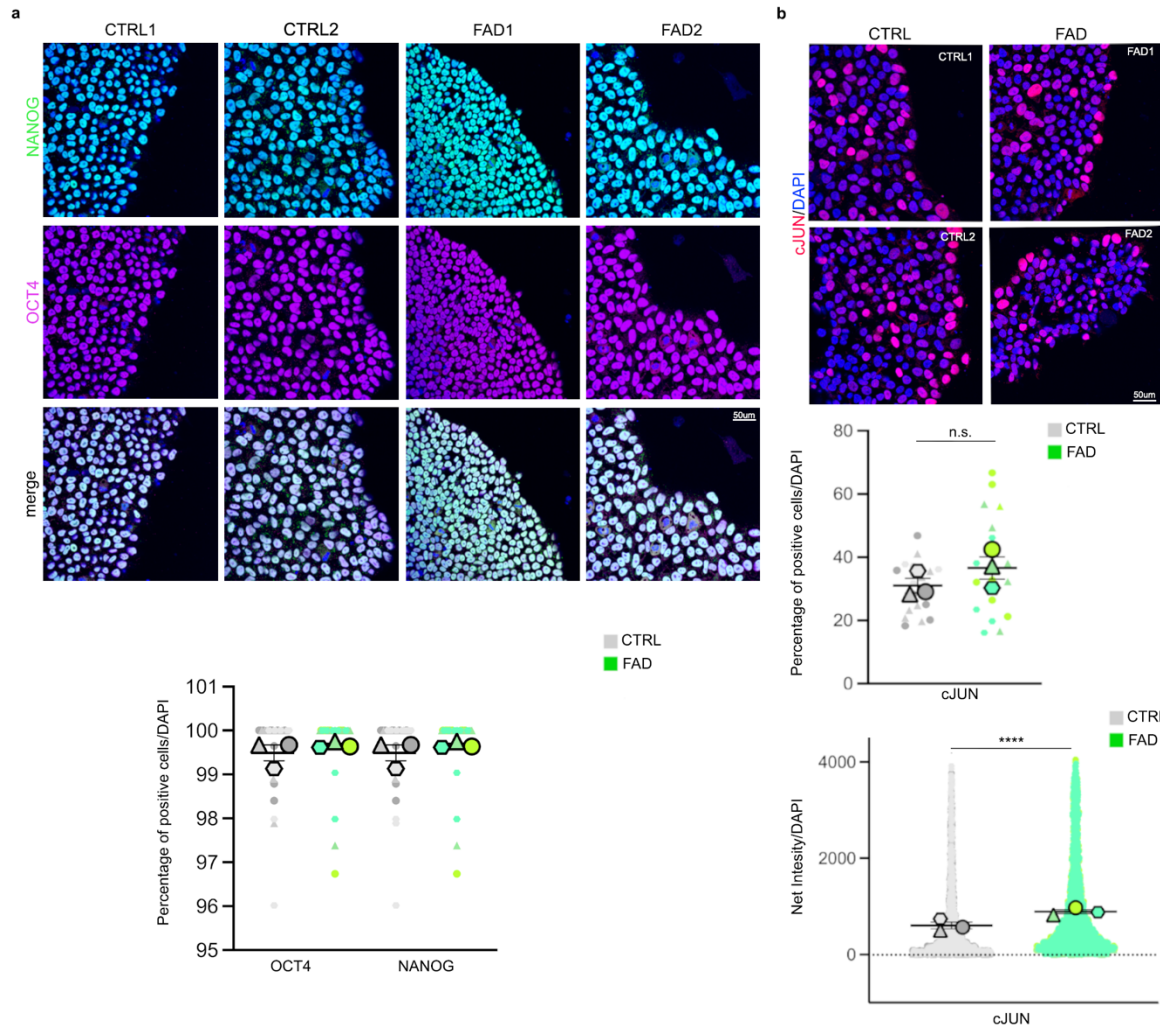 a
CTRL1 CTRL2 FAD1 FAD2
NANOG
OCT4
merge
50um
CTRL
FAD
101
100
99
98
97
96
95
Percentage of positive cells/DAPI
OCT4 NANOG
b
CTRL FAD
CTRL1 FAD1
cJUN/DAPI
CTRL2 FAD2
50um
CTRL
FAD
n.s.
80
60
40
20
0
Percentage of positive cells/DAPI
cJUN
CTRI
FAD
****
4000
2000
0
Net Intesity/DAPI
cJUN